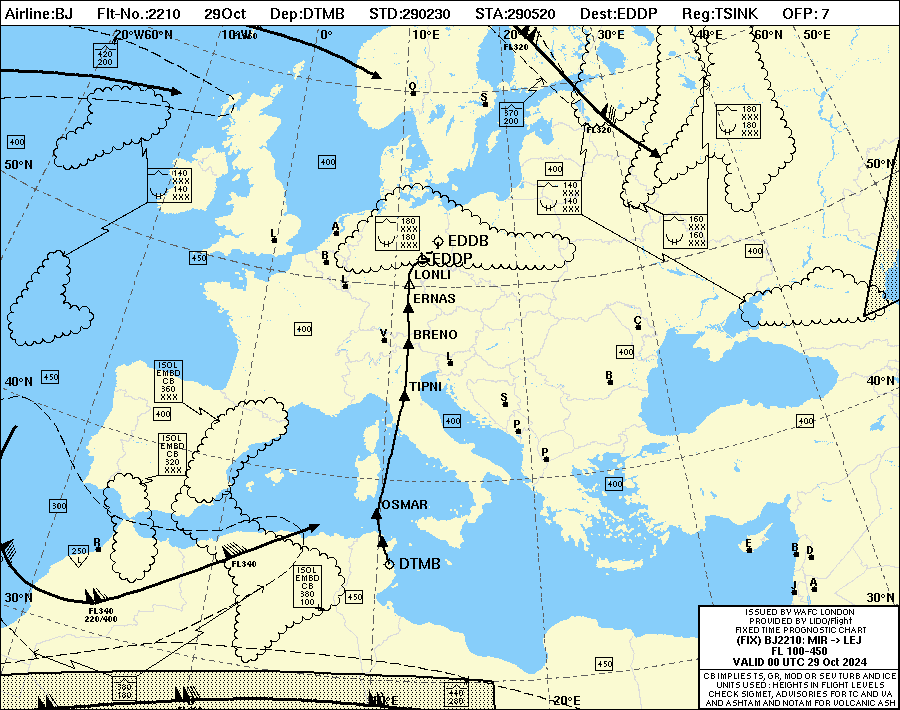 Airline:BJ Flt-No.:2210 29Oct Dep:DTMB STD:290230 STA:290520 Dest:EDDP Reg:TSINK OFP: 7
20°W60°N 10°W 0° 10°E 20°E 30°E 40°E 60°N 50°E
FL320
420
200
O
S
370
200
FL320
180
XXX
180
XXX
400
400
400
50°N
50°N
140
XXX
140
XXX
140
XXX
140
XXX
180
XXX
180
XXX
160
XXX
160
XXX
L
A
EDDB
B
EDDP
450
400
L
LONLI
ERNAS
400
V
BRENO
C
L
400
ISOL
EMBD
CB
360
XXX
450
40°N
TIPNI
B
40°N
S
400
400
400
P
ISOL
EMBD
CB
320
XXX
P
400
300
OSMAR
R
250
E
B
D
FL340
DTMB
ISOL
EMBD
CB
380
100
J
A
30°N
450
30°N
FL340
220/400
ISSUED BY WAFC LONDON
PROVIDED BY LIDO/Flight
FIXED TIME PROGNOSTIC CHART
(FIX) BJ2210: MIR -> LEJ
FL 100-450
VALID 00 UTC 29 Oct 2024
450
CB IMPLIES TS, GR, MOD OR SEV TURB AND ICE
UNITS USED : HEIGHTS IN FLIGHT LEVELS
CHECK SIGMET, ADVISORIES FOR TC AND VA
AND ASHTAM AND NOTAM FOR VOLCANIC ASH
380
180
440
280
20°E